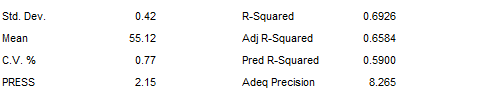 Std. Dev. 0.42 R-Squared 0.6926
Mean 55.12 Adj R-Squared 0.6584
C.V. % 0.77 Pred R-Squared 0.5900
PRESS 2.15 Adeq Precision 8.265